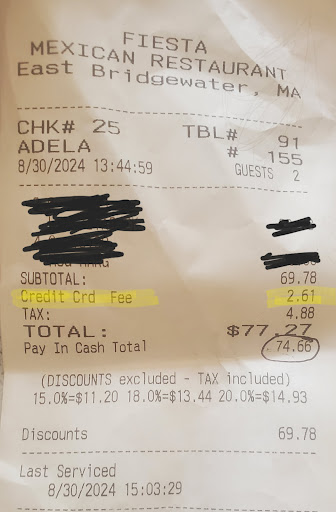 FIESTA
MEXICAN RESTAURANT
East Bridgewater, MA
CHK# 25 TBL# 91
ADELA # 155
8/30/2024 13:44:59 GUESTS 2
SUBTOTAL: 69.78
Credit Crd Fee 2.61
TAX: 4.88
TOTAL: $77.27
Pay In Cash Total 74.66
(DISCOUNTS excluded - TAX included)
15.0%=$11.20 18.0%=$13.44 20.0%=$14.93
Discounts 69.78
Last Serviced
8/30/2024 15:03:29